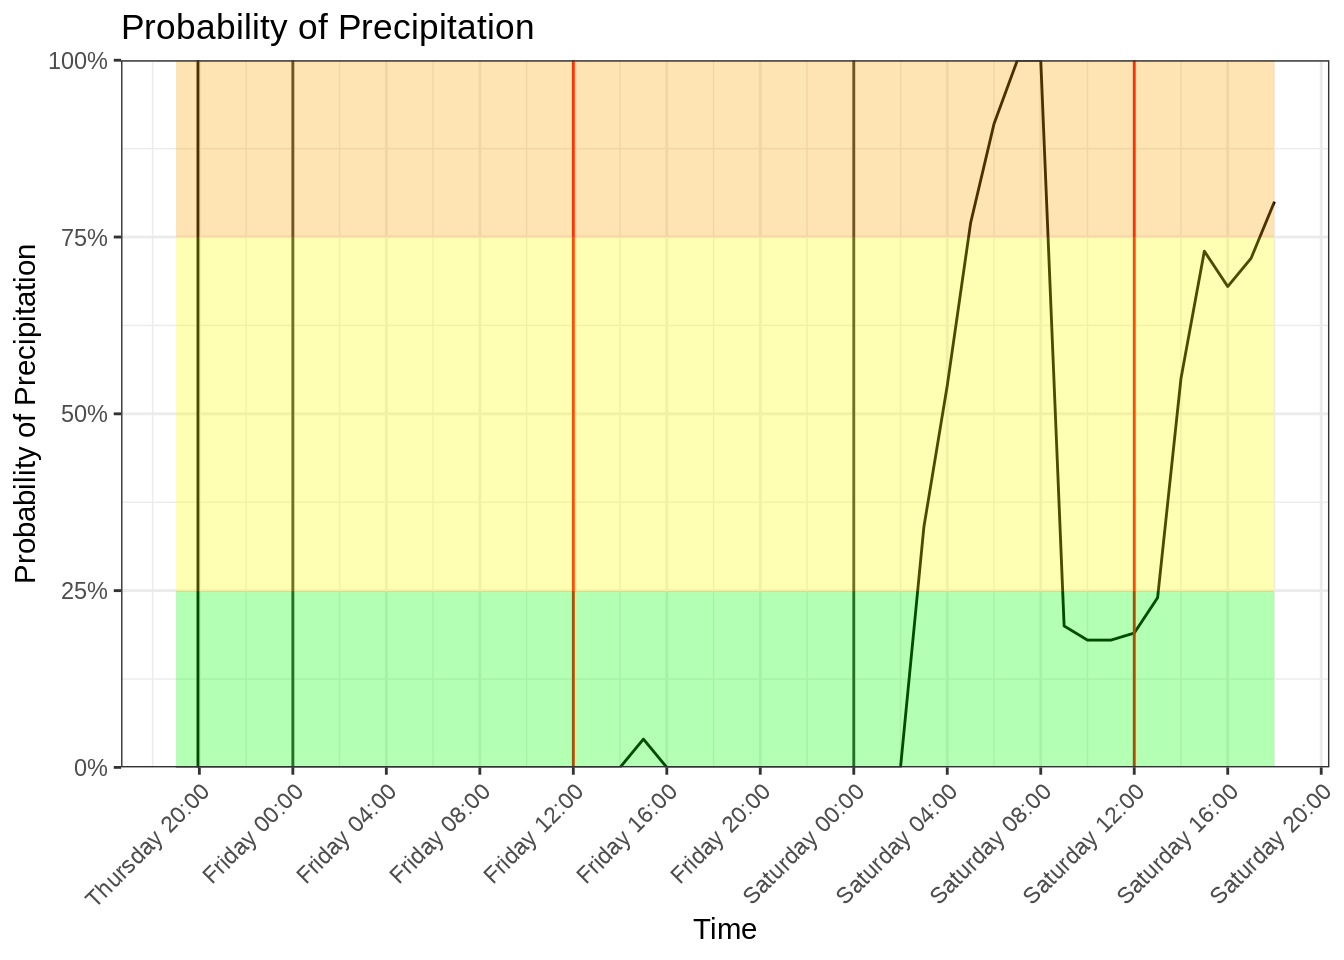 Probability of Precipitation
100%
75%
50%
25%
0%
Probability of Precipitation
Thursday 20:00
Friday 00:00
Friday 04:00
Friday 08:00
Friday 12:00
Friday 16:00
Friday 20:00
Saturday 00:00
Saturday 04:00
Saturday 08:00
Saturday 12:00
Saturday 16:00
Saturday 20:00
Time